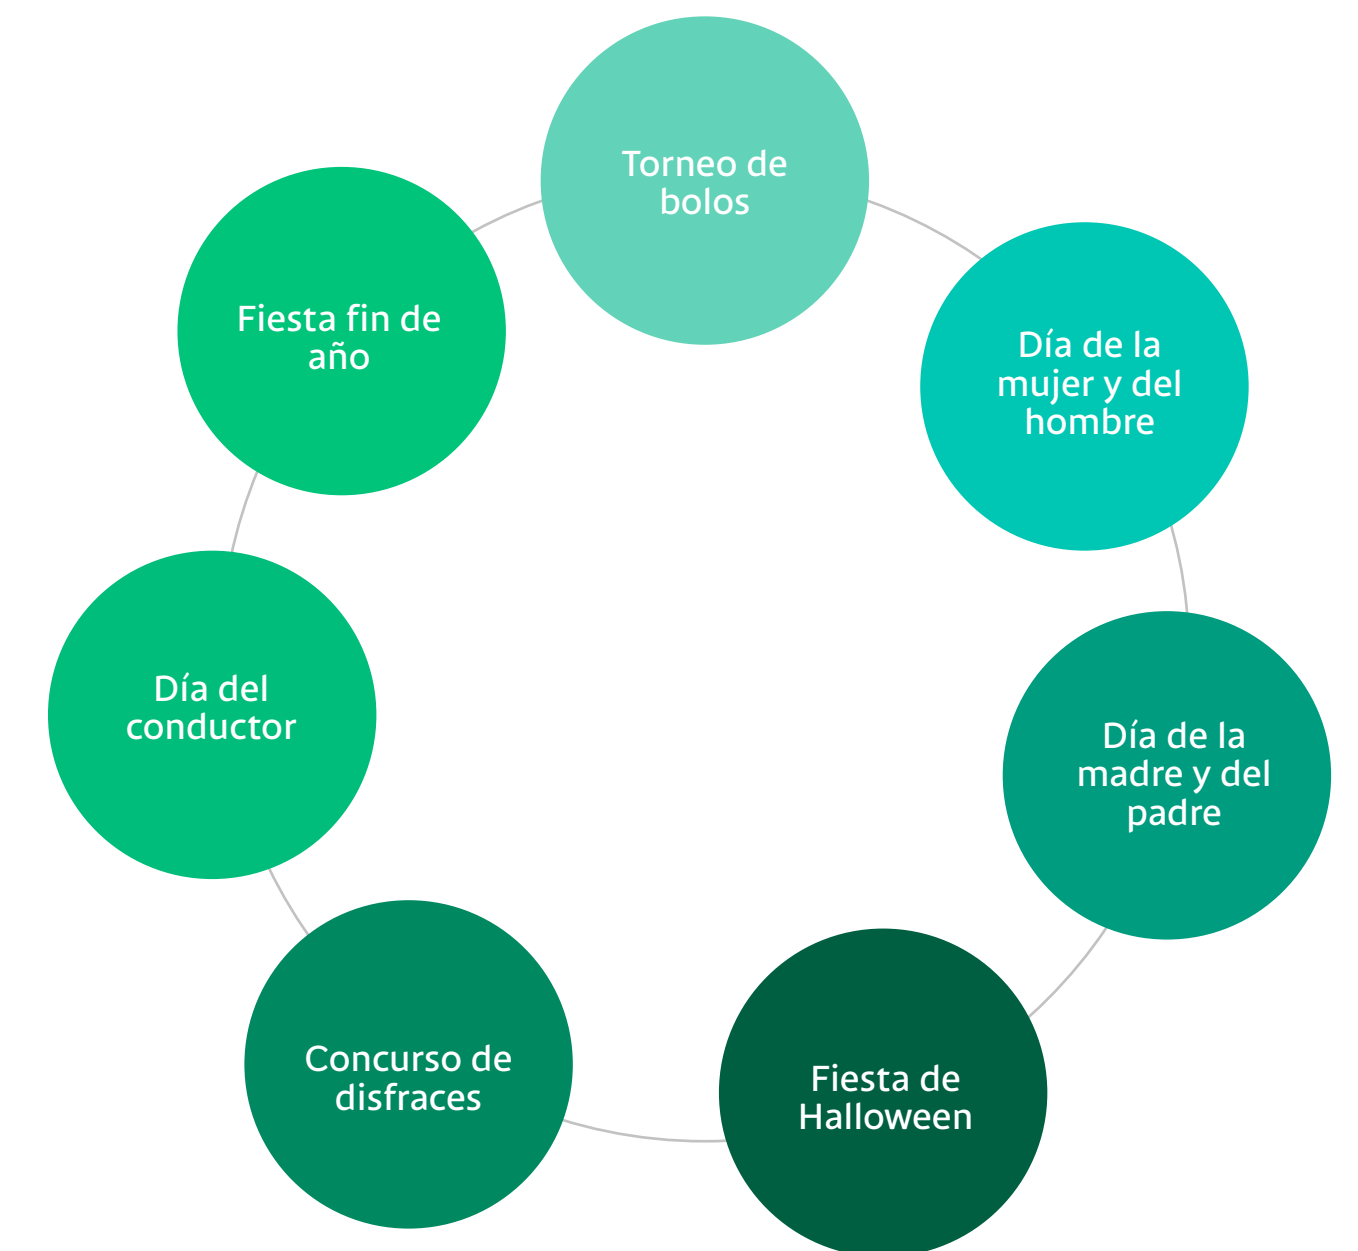 Torneo de
bolos
Día de la
mujer y del
hombre
Día de la
madre y del
padre
Fiesta de
Halloween
Concurso de
disfraces
Día del
conductor
Fiesta fin de
año